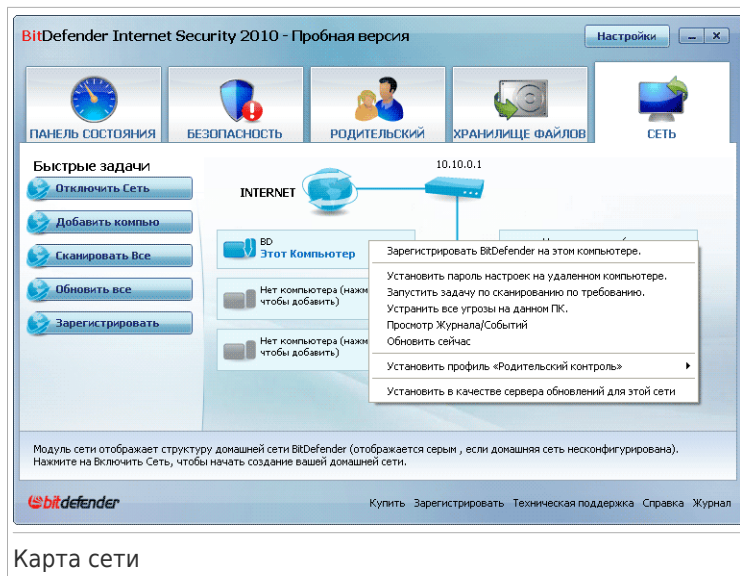 BitDefender Internet Security 2010 - Пробная версия
Настройки
ПАНЕЛЬ СОСТОЯНИЯ
БЕЗОПАСНОСТЬ
РОДИТЕЛЬСКИЙ
ХРАНИЛИЩЕ ФАЙЛОВ
СЕТЬ
Быстрые задачи
Отключить Сеть
Добавить компью
Сканировать Все
Обновить все
Зарегистрировать
10.10.0.1
INTERNET
BD
Этот Компьютер
Нет компьютера (нажм
чтобы добавить)
Нет компьютера (нажм
чтобы добавить)
Зарегистрировать BitDefender на этом компьютере.
Установить пароль настроек на удаленном компьютере.
Запустить задачу по сканированию по требованию.
Устранить все угрозы на данном ПК.
Просмотр Журнала/Событий
Обновить сейчас
Установить профиль «Родительский контроль»
Установить в качестве сервера обновлений для этой сети
Модуль сети отображает структуру домашней сети BitDefender (отображается серым , если домашняя сеть несконфигурирована).
Нажмите на Включить Сеть, чтобы начать создание вашей домашней сети.
bitdefender
Купить Зарегистрировать Техническая поддержка Справка Журнал
Карта сети